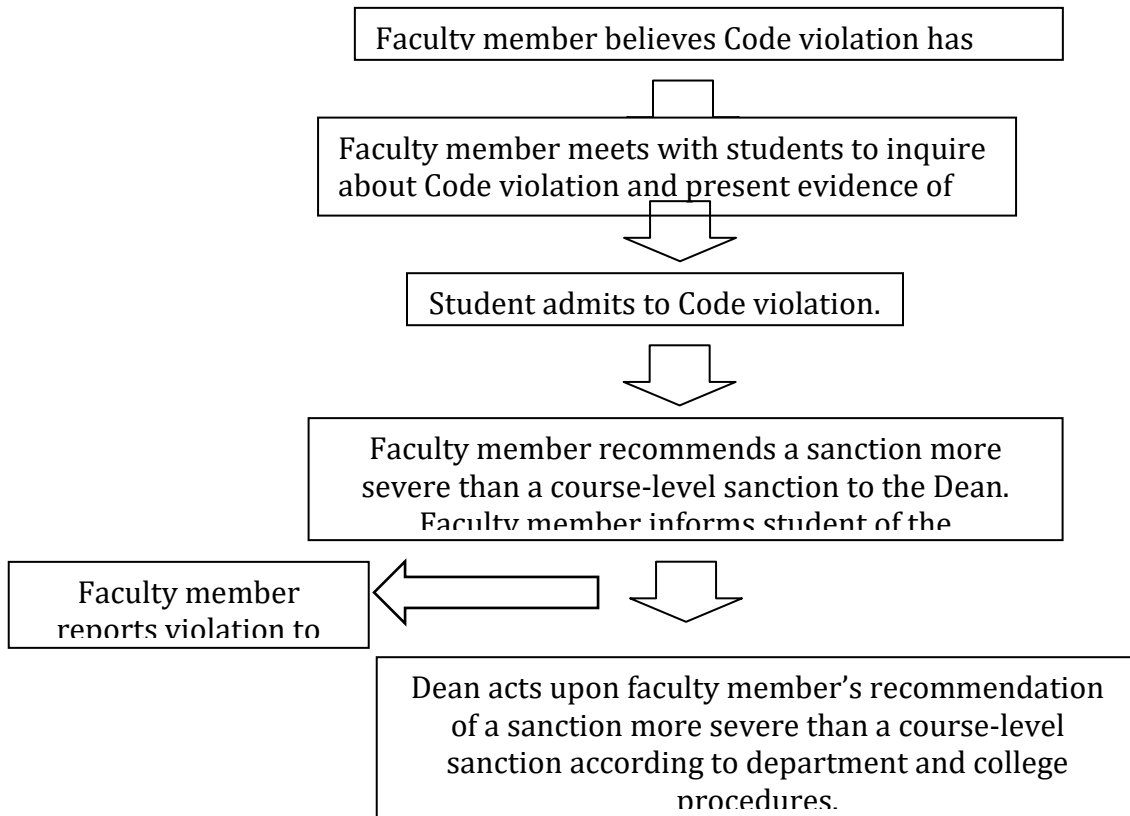 Faculty member believes Code violation has
Faculty member meets with students to inquire
about Code violation and present evidence of
Student admits to Code violation.
Faculty member recommends a sanction more
severe than a course-level sanction to the Dean.
Faculty member informs student of the
Faculty member
reports violation to
Dean acts upon faculty member’s recommendation
of a sanction more severe than a course-level
sanction according to department and college
procedures.